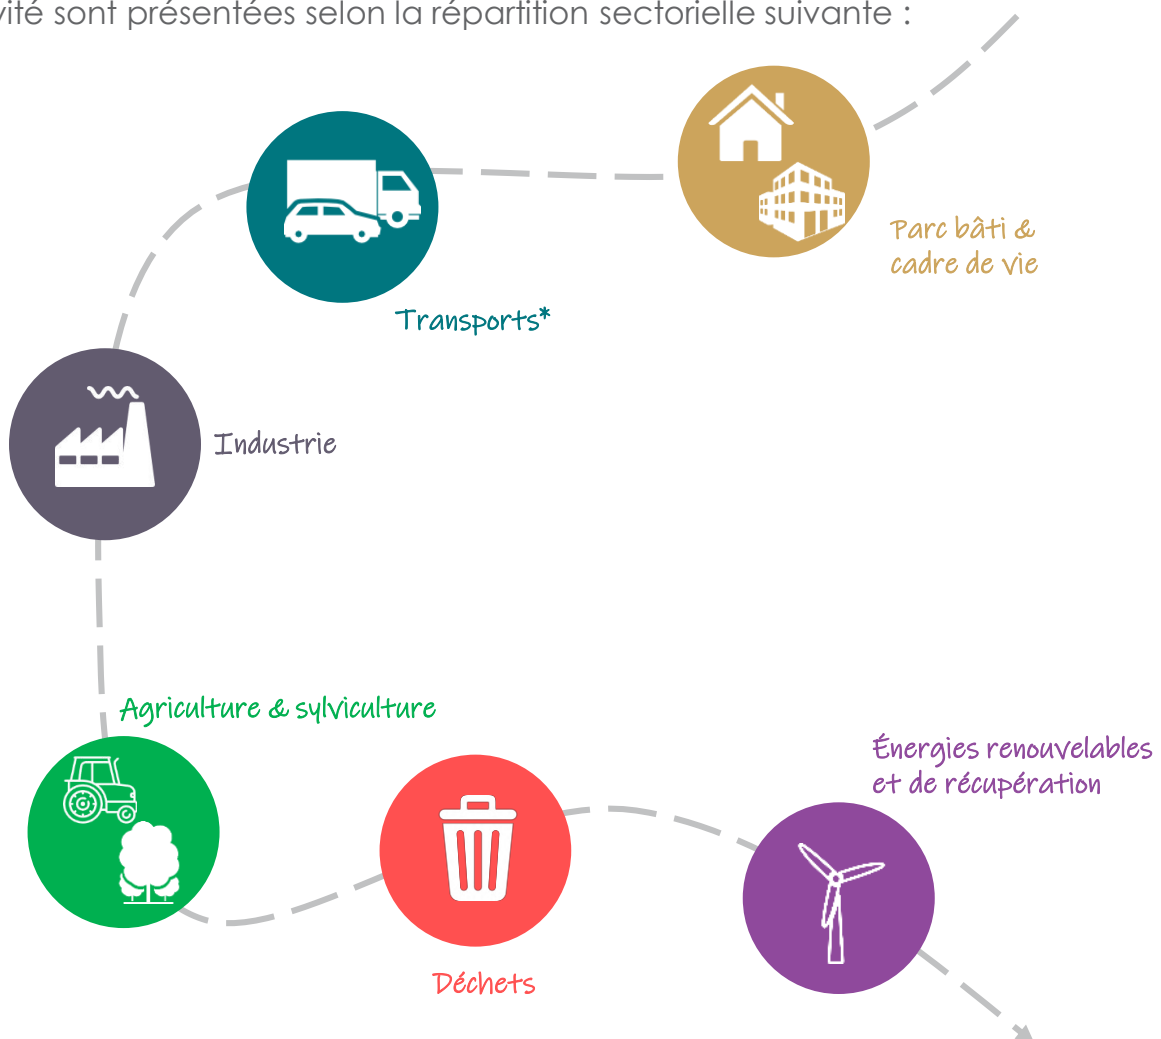 sont présentées selon la répartition sectorielle suivante :
Parc bâti &
cadre de vie
Transports*
Industrie
Agriculture & sylviculture
Énergies renouvelables
et de récupération
Déchets